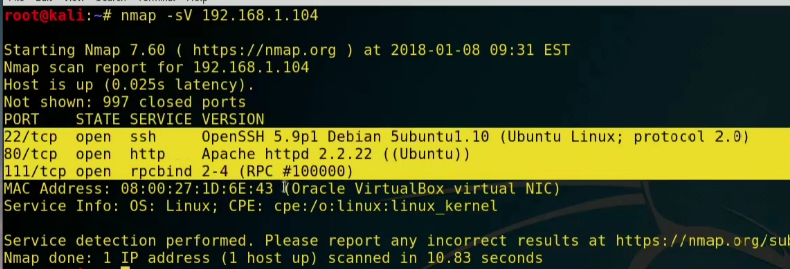 root@kali:~# nmap -sV 192.168.1.104
Starting Nmap 7.60 ( https://nmap.org ) at 2018-01-08 09:31 EST
Nmap scan report for 192.168.1.104
Host is up (0.025s latency).
Not shown: 997 closed ports
PORT    STATE SERVICE VERSION
22/tcp  open  ssh     OpenSSH 5.9p1 Debian 5ubuntu1.10 (Ubuntu Linux; protocol 2.0)
80/tcp  open  http    Apache httpd 2.2.22 ((Ubuntu))
111/tcp open  rpcbind 2-4 (RPC #100000)
MAC Address: 08:00:27:1D:6E:43 (Oracle VirtualBox virtual NIC)
Service Info: OS: Linux; CPE: cpe:/o:linux:linux_kernel
Service detection performed. Please report any incorrect results at https://nmap.org/su
Nmap done: 1 IP address (1 host up) scanned in 10.83 seconds